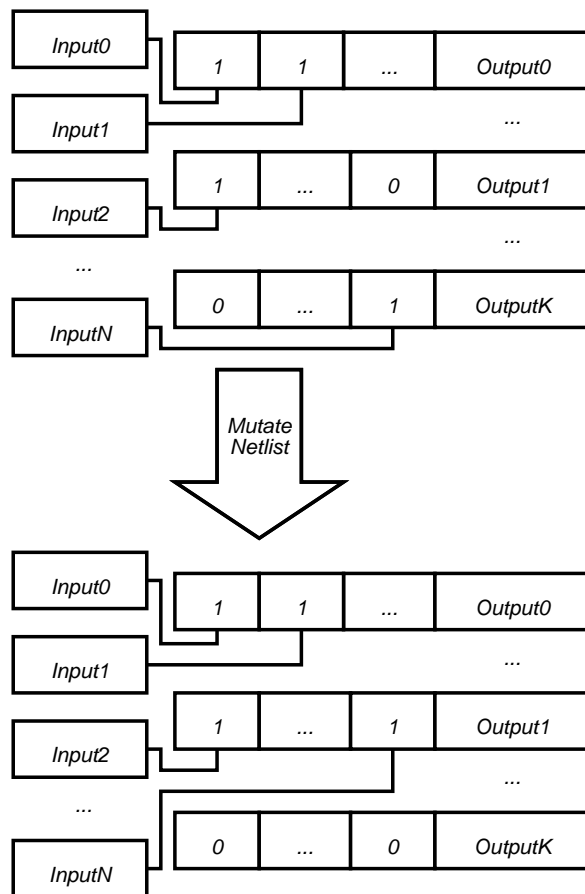 Input0
1 1 ... Output0
Input1
...
Input2
1 ... 0 Output1
...
...
InputN
0 ... 1 OutputK
Mutate
Netlist
Input0
1 1 ... Output0
Input1
...
Input2
1 ... 1 Output1
...
...
InputN
0 ... 0 OutputK